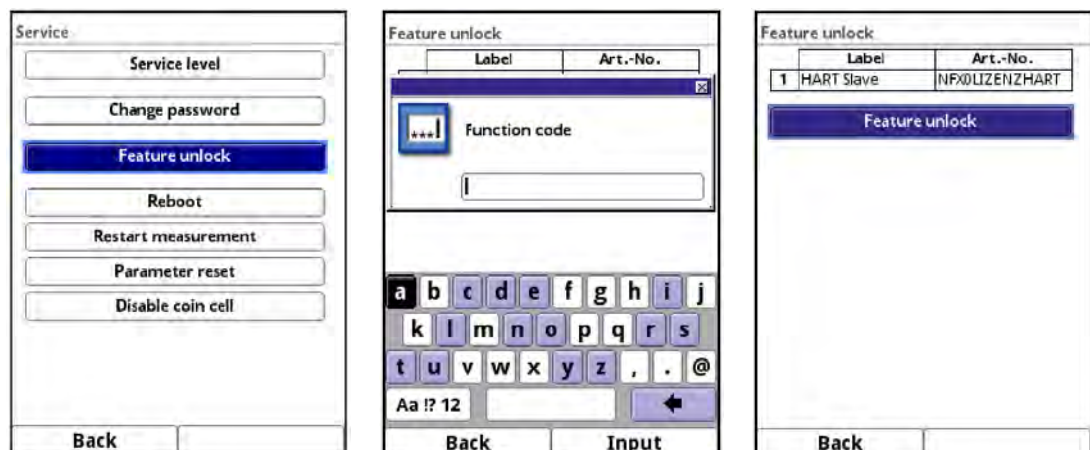 Service
Service level
Change password
Feature unlock
Reboot
Restart measurement
Parameter reset
Disable coin cell
Back
Feature unlock
Label Art.-No.
Function code
***
a b c d e f g h i j
k l m n o p q r s
t u v w x y z , . @
Aa !? 12
Back Input
Feature unlock
Label Art.-No.
1 HART Slave NFX0LIZENZHART
Feature unlock
Back